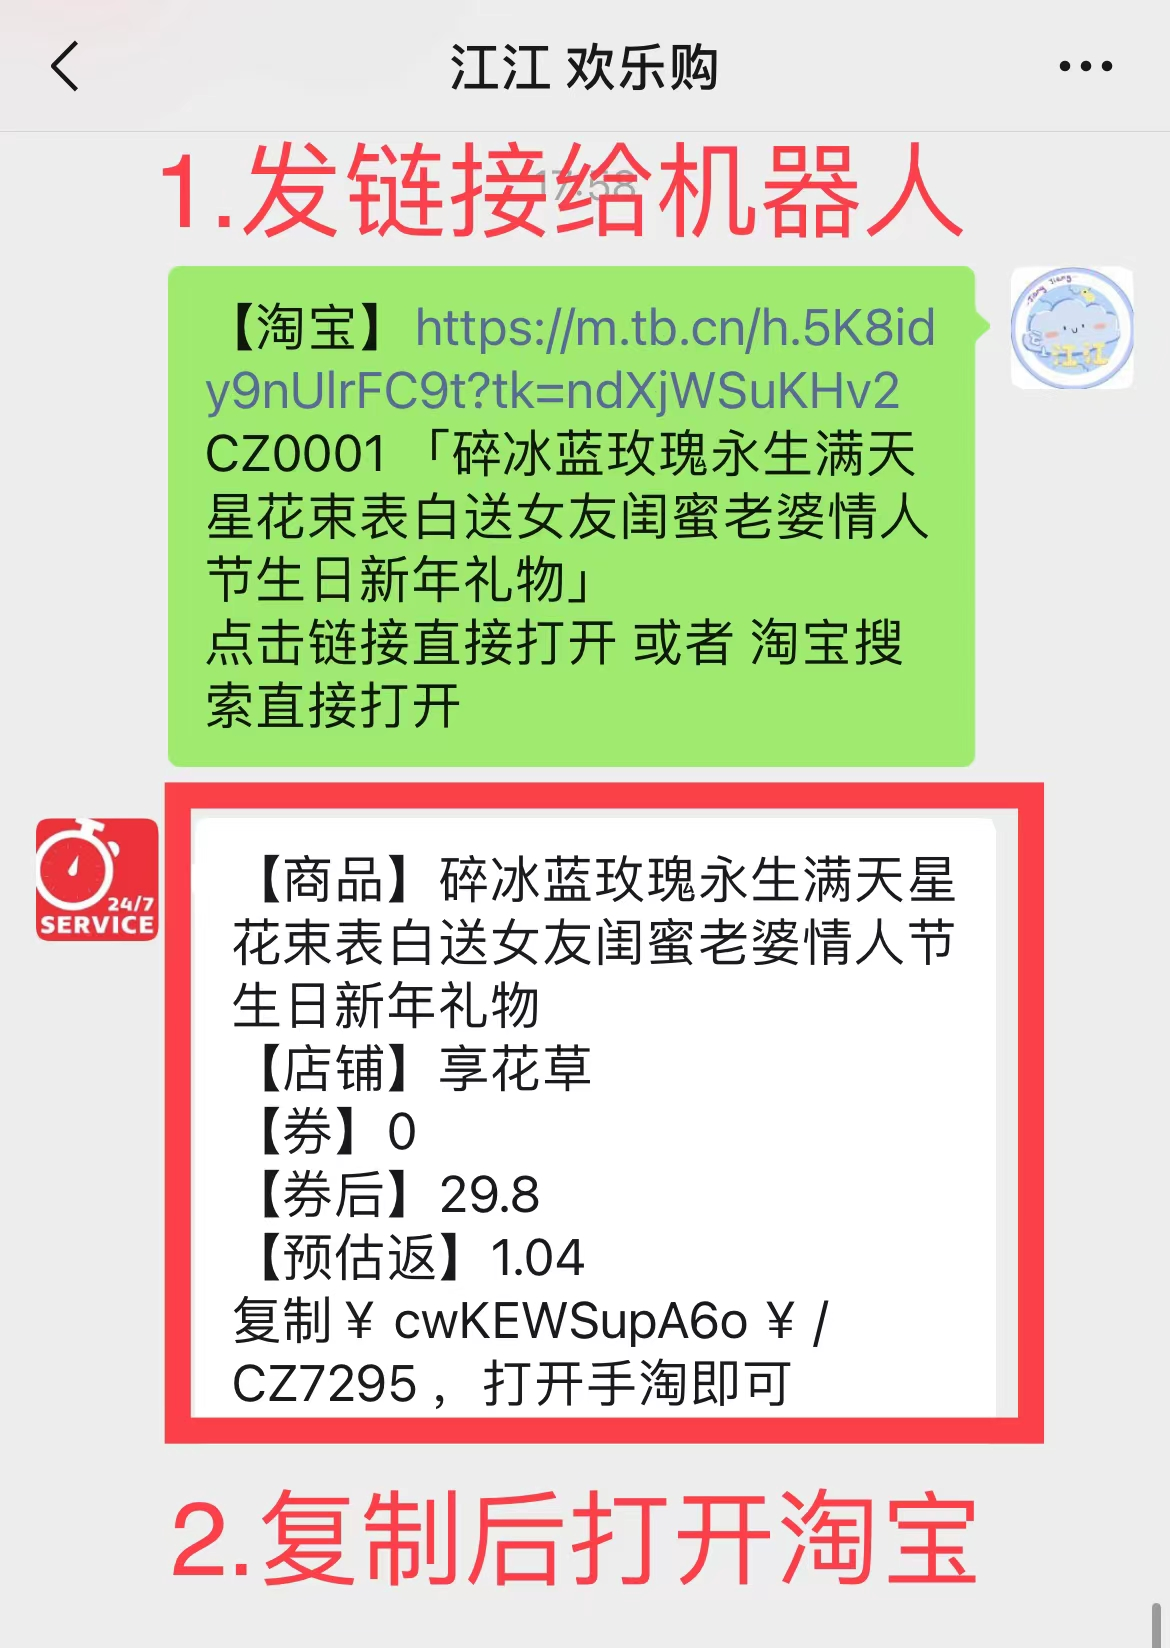 江江 欢乐购
17:58
1.发链接给机器人
【淘宝】https://m.tb.cn/h.5K8id
y9nUlrFC9t?tk=ndXjWSuKHv2
CZ0001 「碎冰蓝玫瑰永生满天
星花束表白送女友闺蜜老婆情人
节生日新年礼物」
点击链接直接打开 或者 淘宝搜
索直接打开
Jiang Jiang
江江
24/7
SERVICE
【商品】碎冰蓝玫瑰永生满天星
花束表白送女友闺蜜老婆情人节
生日新年礼物
【店铺】享花草
【券】0
【券后】29.8
【预估返】1.04
复制￥ cwKEWSupA6o ￥ /
CZ7295， 打开手淘即可
2.复制后打开淘宝